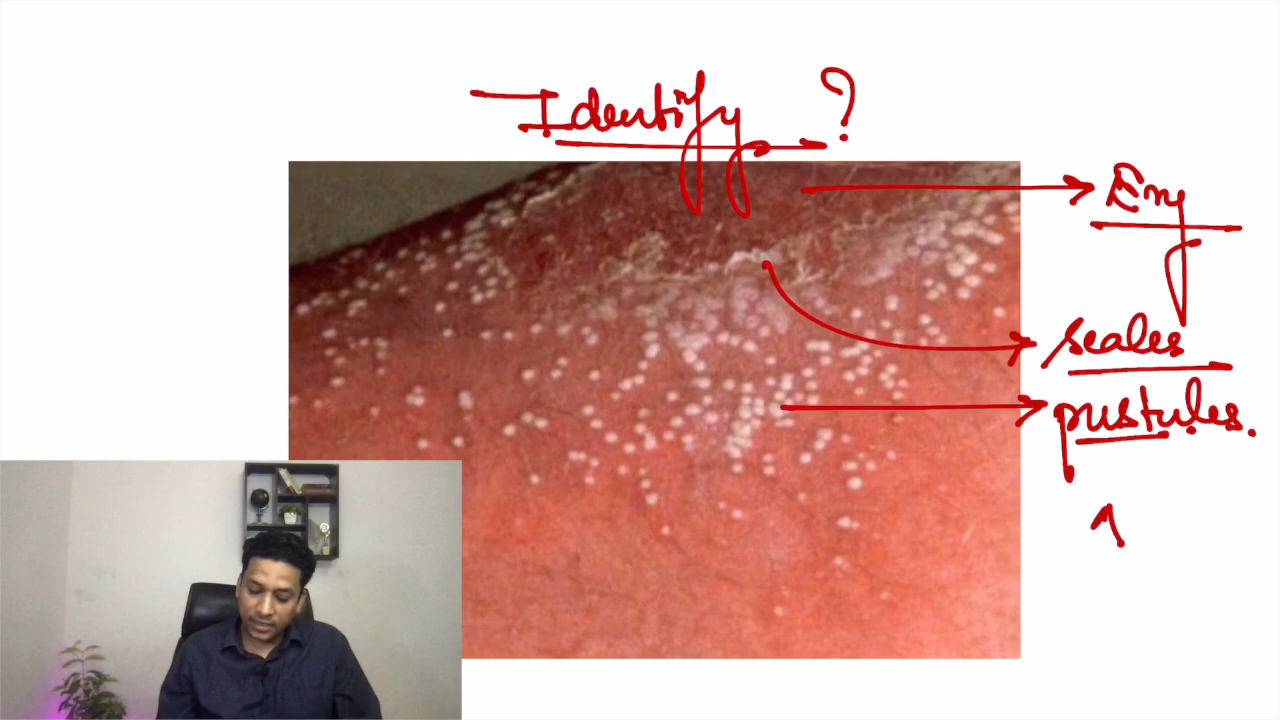 Identify ?
Ery
scales
pustules.